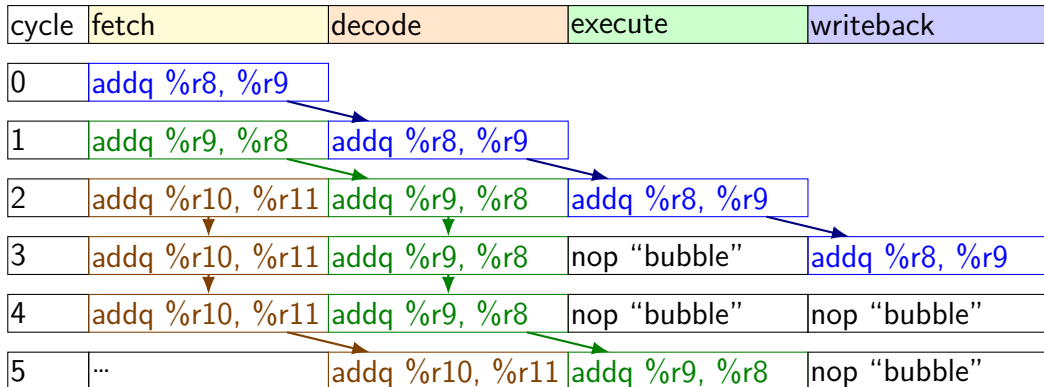 cycle fetch decode execute writeback
0 addq %r8, %r9
1 addq %r9, %r8 addq %r8, %r9
2 addq %r10, %r11 addq %r9, %r8 addq %r8, %r9
3 addq %r10, %r11 addq %r9, %r8 nop “bubble” addq %r8, %r9
4 addq %r10, %r11 addq %r9, %r8 nop “bubble” nop “bubble”
5 ... addq %r10, %r11 addq %r9, %r8 nop “bubble”